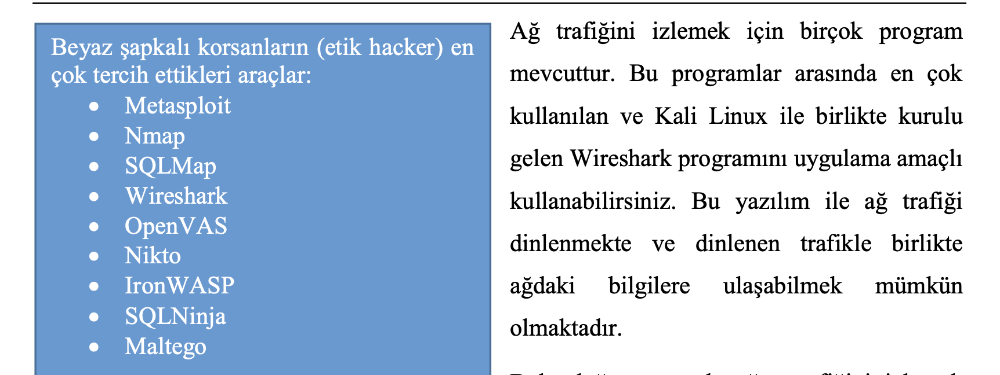 Beyaz şapkalı korsanların (etik hacker) en
çok tercih ettikleri araçlar:
• Metasploit
• Nmap
• SQLMap
• Wireshark
• OpenVAS
• Nikto
• IronWASP
• SQLNinja
• Maltego
Ağ trafiğini izlemek için birçok program
mevcuttur. Bu programlar arasında en çok
kullanılan ve Kali Linux ile birlikte kurulu
gelen Wireshark programını uygulama amaçlı
kullanabilirsiniz. Bu yazılım ile ağ trafiği
dinlenmekte ve dinlenen trafikle birlikte
ağdaki bilgilere ulaşabilmek mümkün
olmaktadır.